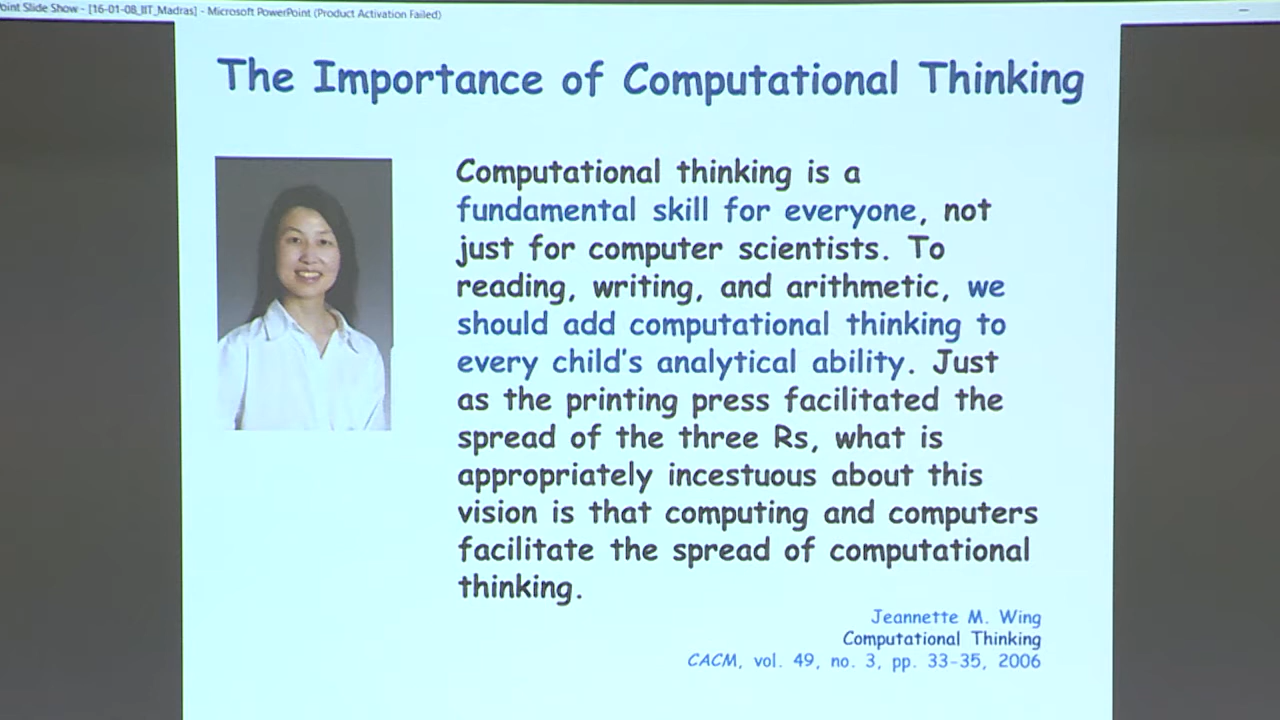 oint Slide Show - [16-01-08_IIT_Madras] - Microsoft PowerPoint (Product Activation Failed)
The Importance of Computational Thinking
Computational thinking is a
fundamental skill for everyone, not
just for computer scientists. To
reading, writing, and arithmetic, we
should add computational thinking to
every child's analytical ability. Just
as the printing press facilitated the
spread of the three Rs, what is
appropriately incestuous about this
vision is that computing and computers
facilitate the spread of computational
thinking.
Jeannette M. Wing
Computational Thinking
CACM, vol. 49, no. 3, pp. 33-35, 2006